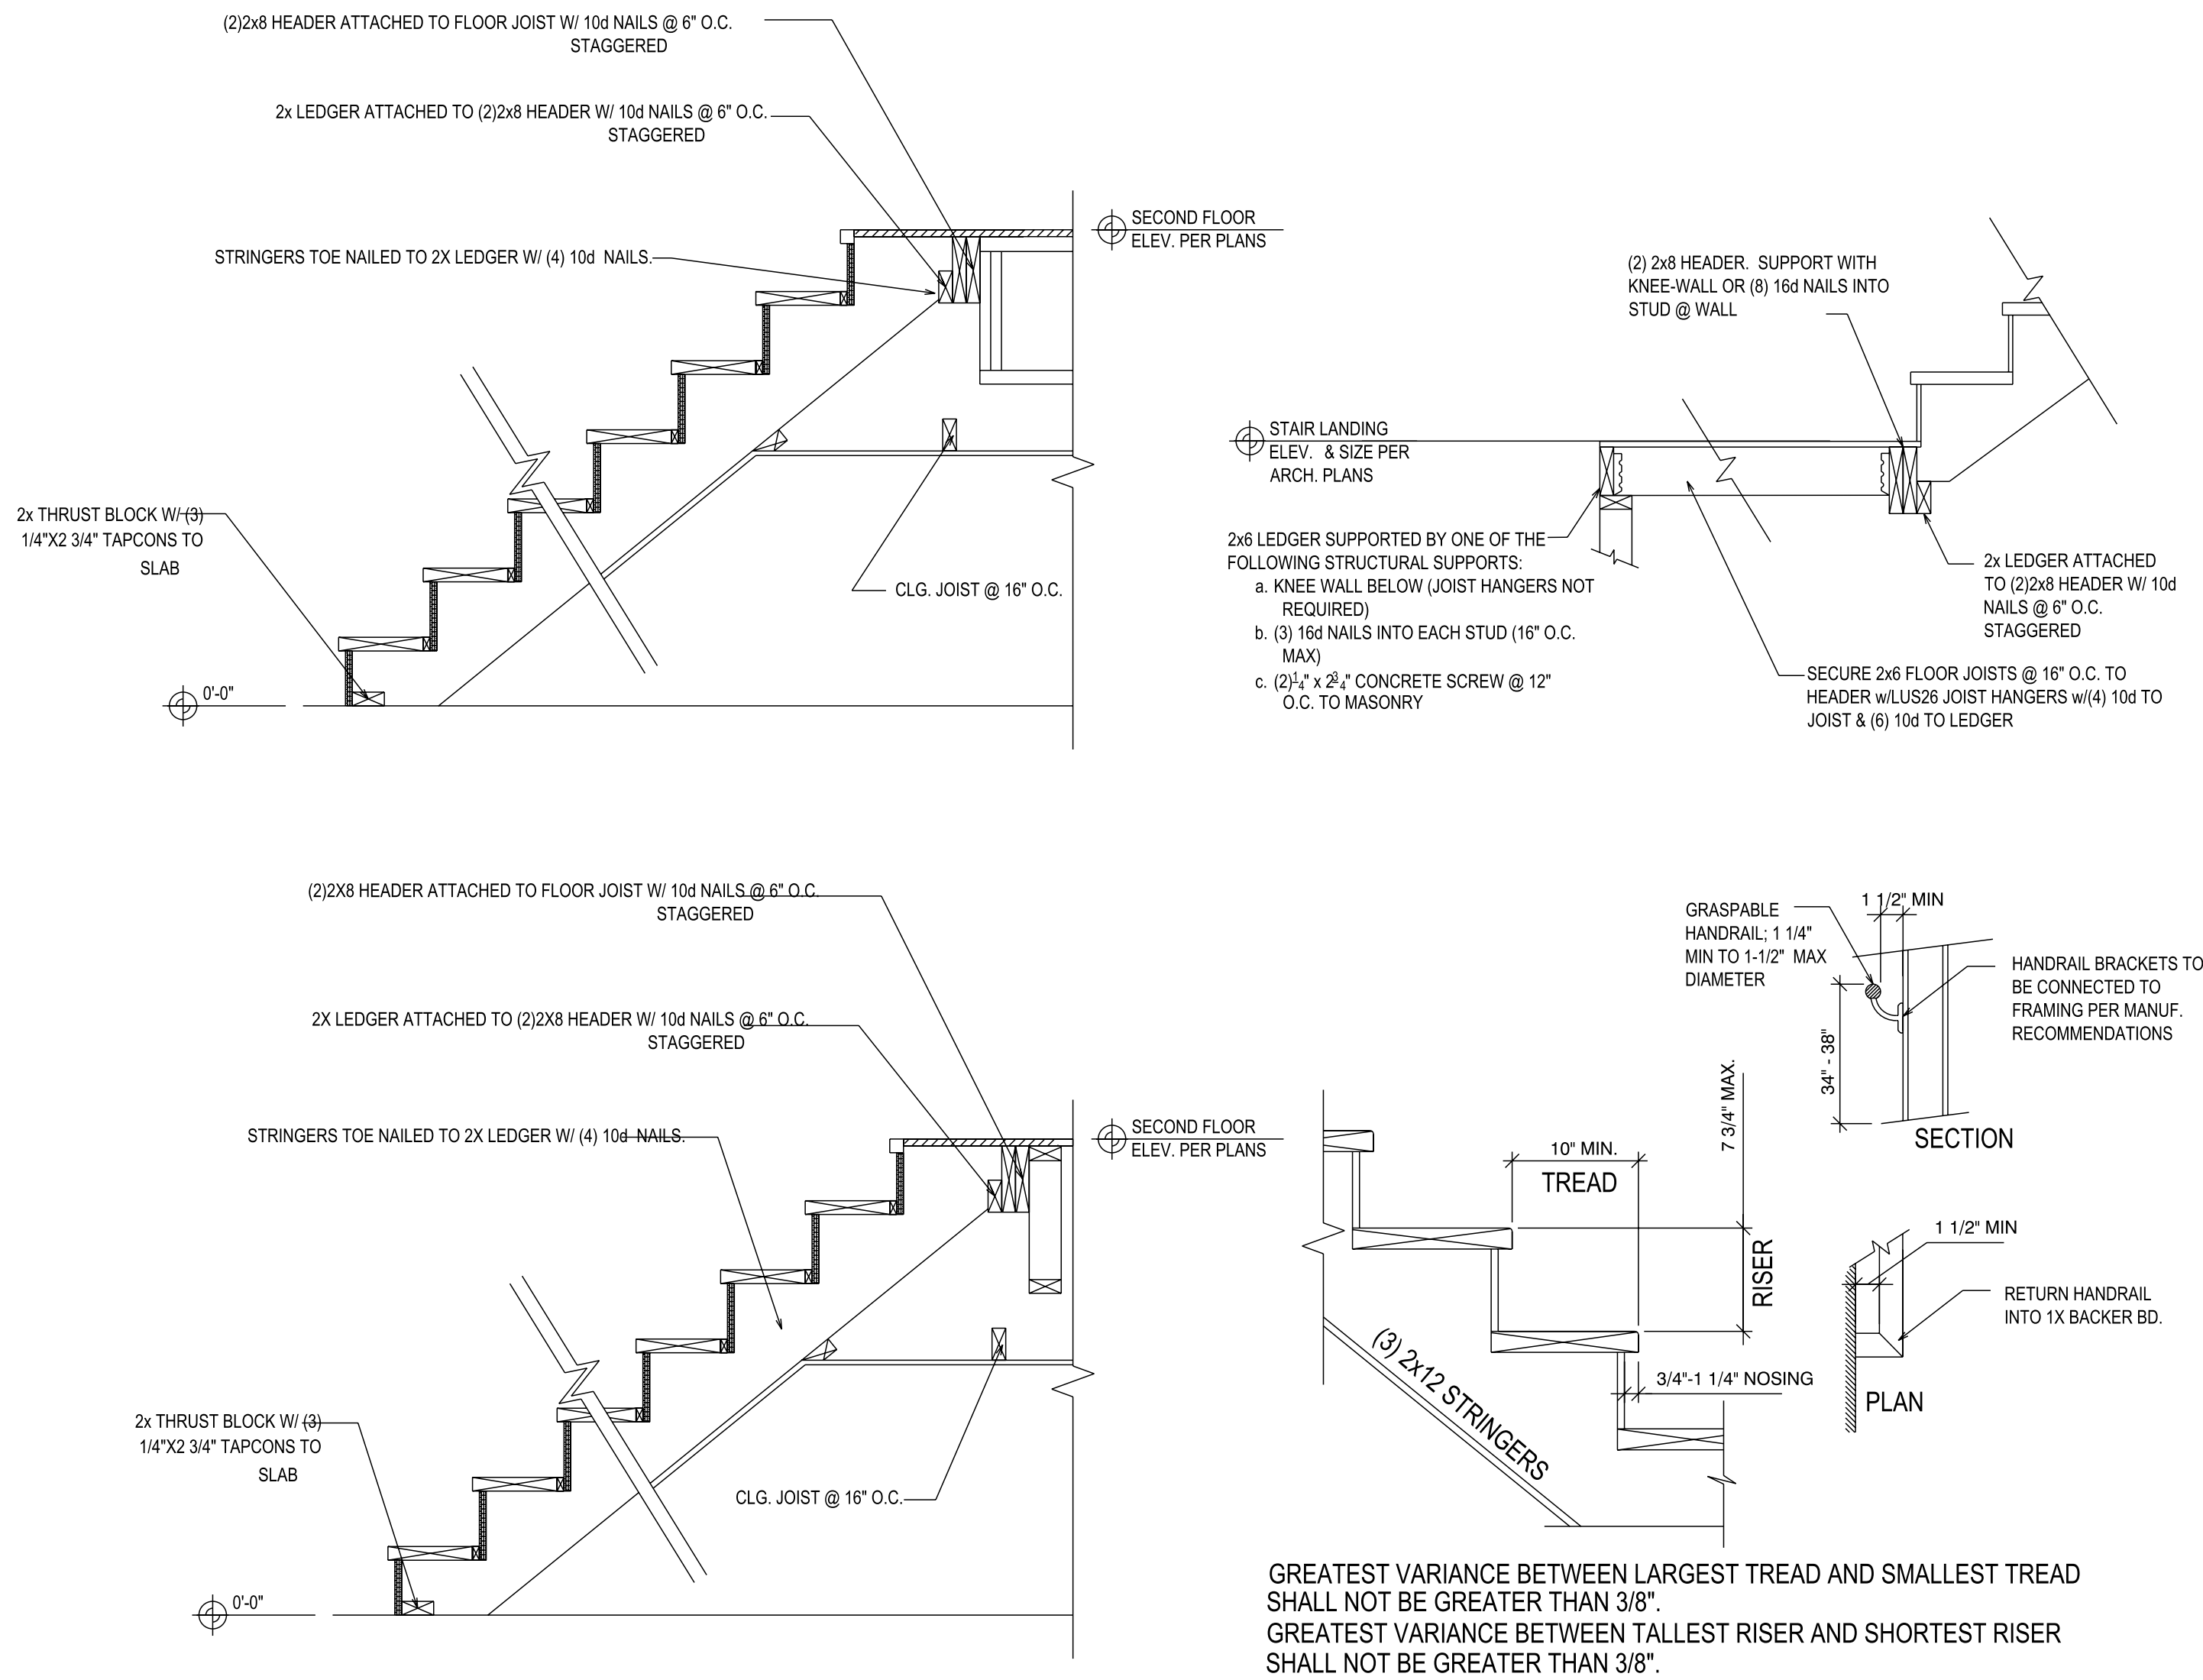 (2)2x8 HEADER ATTACHED TO FLOOR JOIST W/ 10d NAILS @ 6" O.C.
STAGGERED
2x LEDGER ATTACHED TO (2)2x8 HEADER W/ 10d NAILS @ 6" O.C.
STAGGERED
STRINGERS TOE NAILED TO 2X LEDGER W/ (4) 10d NAILS.
SECOND FLOOR
ELEV. PER PLANS
2x THRUST BLOCK W/ (3)
1/4"X2 3/4" TAPCONS TO
SLAB
CLG. JOIST @ 16" O.C.
0'-0"
(2) 2x8 HEADER. SUPPORT WITH
KNEE-WALL OR (8) 16d NAILS INTO
STUD @ WALL
STAIR LANDING
ELEV. & SIZE PER
ARCH. PLANS
2x6 LEDGER SUPPORTED BY ONE OF THE
FOLLOWING STRUCTURAL SUPPORTS:
a. KNEE WALL BELOW (JOIST HANGERS NOT
REQUIRED)
b. (3) 16d NAILS INTO EACH STUD (16" O.C.
MAX)
c. (2)1/4" x 2 3/4" CONCRETE SCREW @ 12"
O.C. TO MASONRY
2x LEDGER ATTACHED
TO (2)2x8 HEADER W/ 10d
NAILS @ 6" O.C.
STAGGERED
SECURE 2x6 FLOOR JOISTS @ 16" O.C. TO
HEADER w/LUS26 JOIST HANGERS w/(4) 10d TO
JOIST & (6) 10d TO LEDGER
(2)2X8 HEADER ATTACHED TO FLOOR JOIST W/ 10d NAILS @ 6" O.C.
STAGGERED
2X LEDGER ATTACHED TO (2)2X8 HEADER W/ 10d NAILS @ 6" O.C.
STAGGERED
STRINGERS TOE NAILED TO 2X LEDGER W/ (4) 10d NAILS.
SECOND FLOOR
ELEV. PER PLANS
2x THRUST BLOCK W/ (3)
1/4"X2 3/4" TAPCONS TO
SLAB
CLG. JOIST @ 16" O.C.
0'-0"
GRASPABLE
HANDRAIL; 1 1/4"
MIN TO 1-1/2" MAX
DIAMETER
1 1/2" MIN
HANDRAIL BRACKETS TO
BE CONNECTED TO
FRAMING PER MANUF.
RECOMMENDATIONS
34" - 38"
SECTION
7 3/4" MAX.
RISER
10" MIN.
TREAD
3/4"-1 1/4" NOSING
(3) 2x12 STRINGERS
1 1/2" MIN
RETURN HANDRAIL
INTO 1X BACKER BD.
PLAN
GREATEST VARIANCE BETWEEN LARGEST TREAD AND SMALLEST TREAD
SHALL NOT BE GREATER THAN 3/8".
GREATEST VARIANCE BETWEEN TALLEST RISER AND SHORTEST RISER
SHALL NOT BE GREATER THAN 3/8".